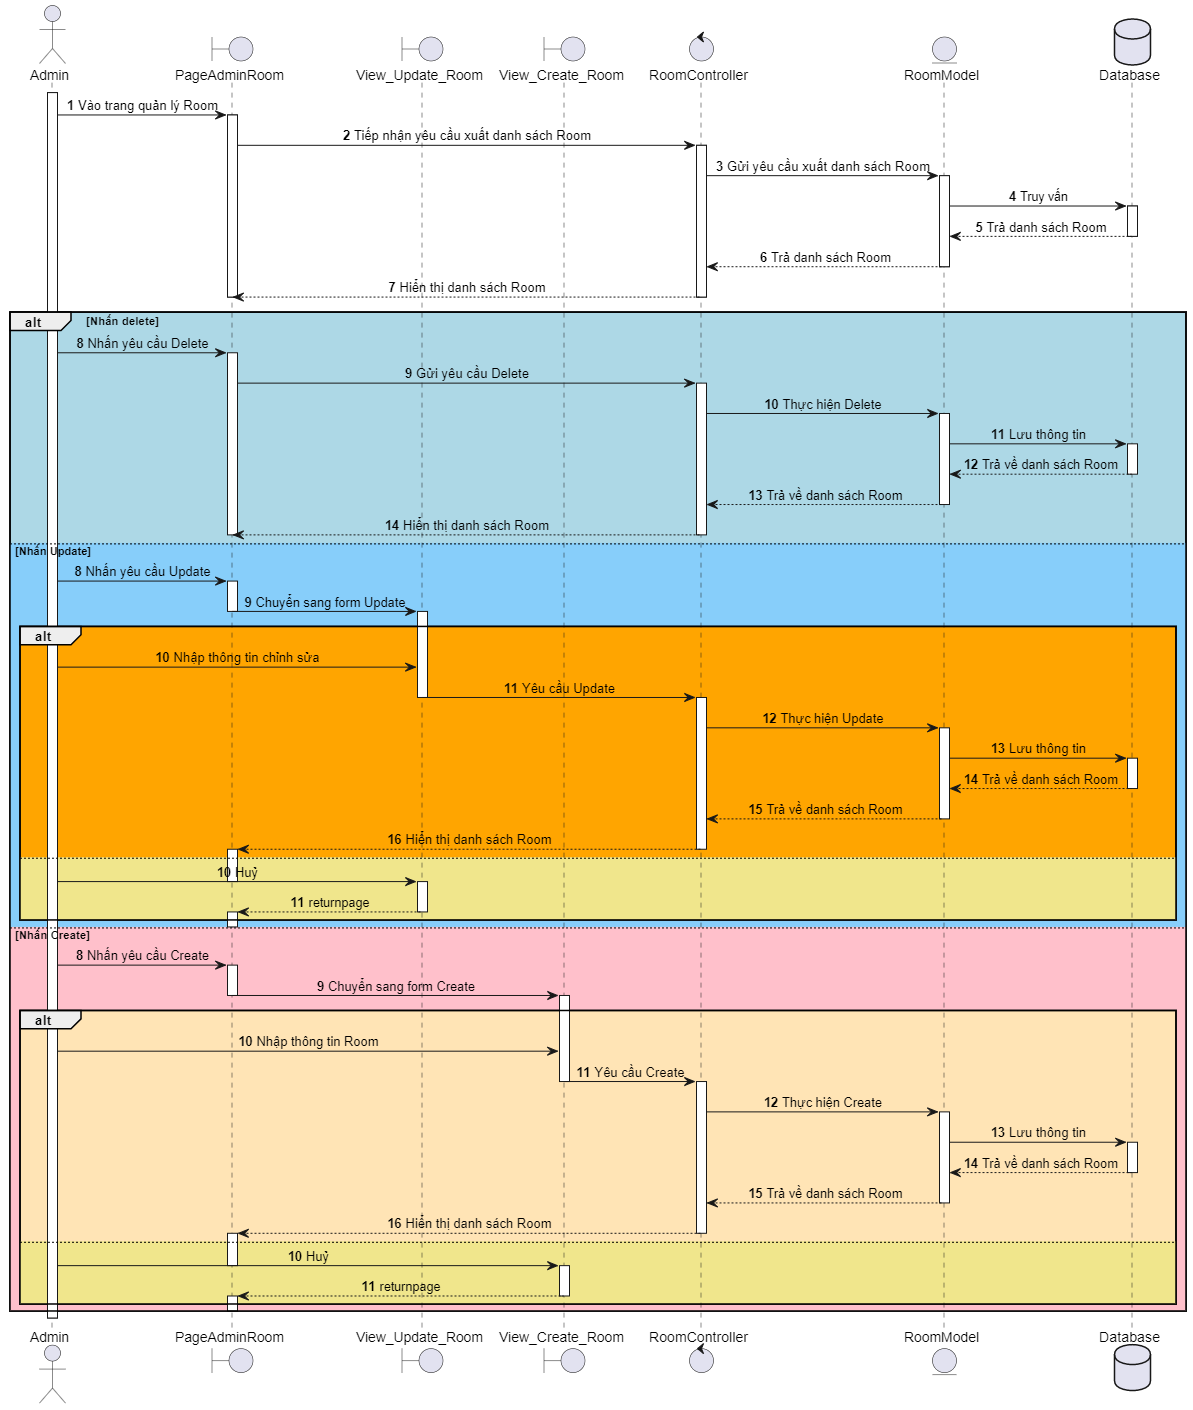 Admin
PageAdminRoom
View_Update_Room
View_Create_Room
RoomController
RoomModel
Database
1 Vào trang quản lý Room
2 Tiếp nhận yêu cầu xuất danh sách Room
3 Gửi yêu cầu xuất danh sách Room
4 Truy vấn
5 Trả danh sách Room
6 Trả danh sách Room
7 Hiển thị danh sách Room
alt [Nhấn delete]
8 Nhấn yêu cầu Delete
9 Gửi yêu cầu Delete
10 Thực hiện Delete
11 Lưu thông tin
12 Trả về danh sách Room
13 Trả về danh sách Room
14 Hiển thị danh sách Room
[Nhấn Update]
8 Nhấn yêu cầu Update
9 Chuyển sang form Update
alt
10 Nhập thông tin chỉnh sửa
11 Yêu cầu Update
12 Thực hiện Update
13 Lưu thông tin
14 Trả về danh sách Room
15 Trả về danh sách Room
16 Hiển thị danh sách Room
10 Huỷ
11 returnpage
[Nhấn Create]
8 Nhấn yêu cầu Create
9 Chuyển sang form Create
alt
10 Nhập thông tin Room
11 Yêu cầu Create
12 Thực hiện Create
13 Lưu thông tin
14 Trả về danh sách Room
15 Trả về danh sách Room
16 Hiển thị danh sách Room
10 Huỷ
11 returnpage
Admin
PageAdminRoom
View_Update_Room
View_Create_Room
RoomController
RoomModel
Database